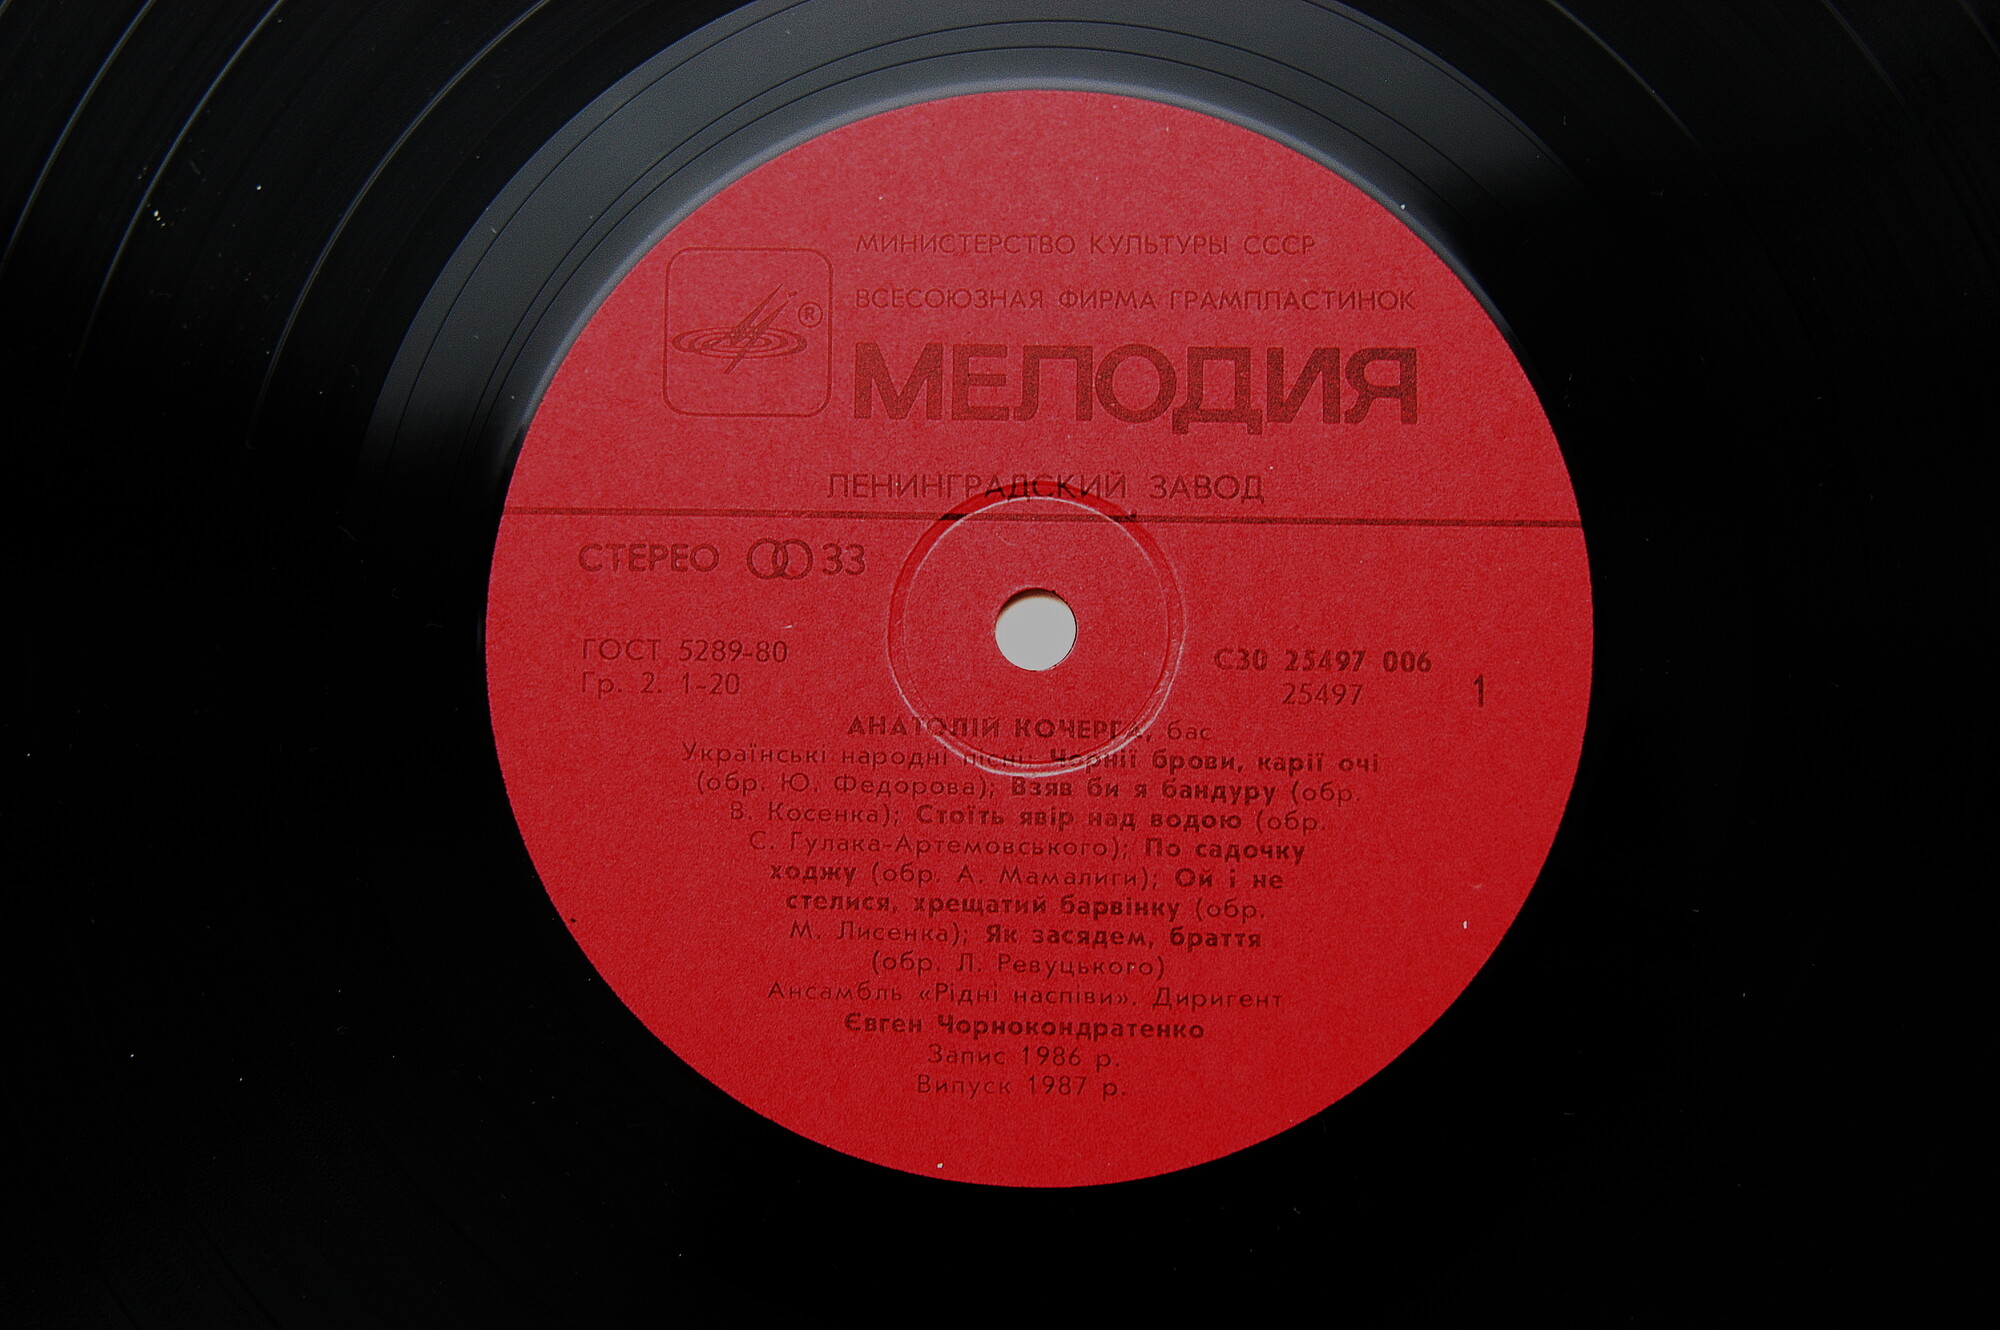 МИНИСТЕРСТВО КУЛЬТУРЫ СССР
ВСЕСОЮЗНАЯ ФИРМА ГРАМПЛАСТИНОК
®
МЕЛОДИЯ
ЛЕНИНГРАДСКИЙ ЗАВОД
СТЕРЕО 33
ГОСТ 5289-80
Гр. 2. 1-20
С30 25497 006
25497
1
АНАТОЛІЙ КОЧЕРГА, бас
Українські народні пісні: Чорнії брови, карії очі
(обр. Ю. Федорова); Взяв би я бандуру (обр.
В. Косенка); Стоїть явір над водою (обр.
С. Гулака-Артемовського); По садочку
ходжу (обр. А. Мамалиги); Ой і не
стелися, хрещатий барвінку (обр.
М. Лисенка); Як засядем, браття
(обр. Л. Ревуцького)
Ансамбль «Рідні наспіви». Диригент
Євген Чорнокондратенко
Запис 1986 р.
Випуск 1987 р.